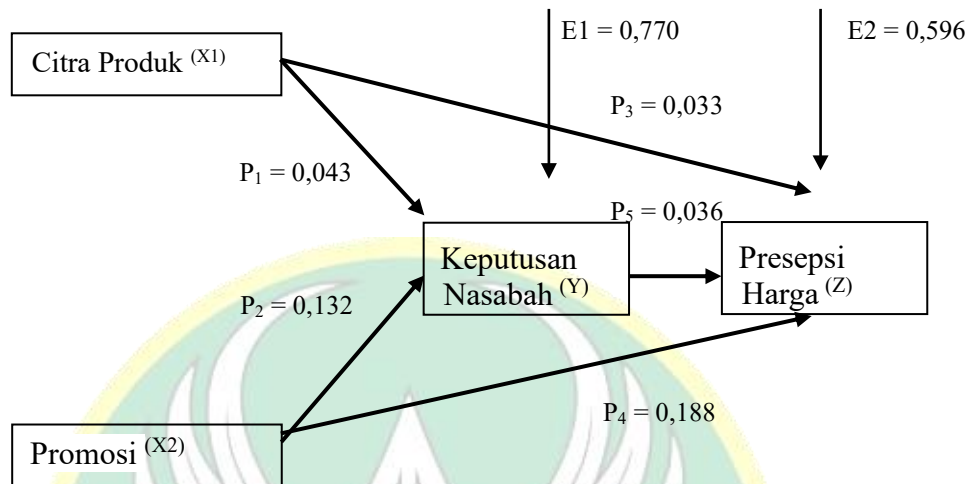 E1 = 0,770
E2 = 0,596
Citra Produk (X1)
P3 = 0,033
P1 = 0,043
P5 = 0,036
Keputusan
Nasabah (Y)
Presepsi
Harga (Z)
P2 = 0,132
P4 = 0,188
Promosi (X2)